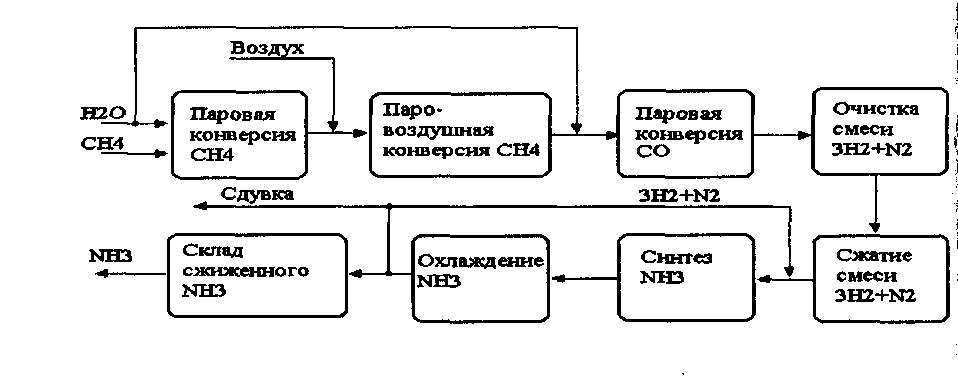 Воздух
H2O
CH4
Паровая
конверсия
CH4
Паро-
воздушная
конверсия CH4
Паровая
конверсия
CO
Очистка
смеси
3H2+N2
Сдувка
3H2+N2
NH3
Склад
сжиженного
NH3
Охлаждение
NH3
Синтез
NH3
Сжатие
смеси
3H2+N2